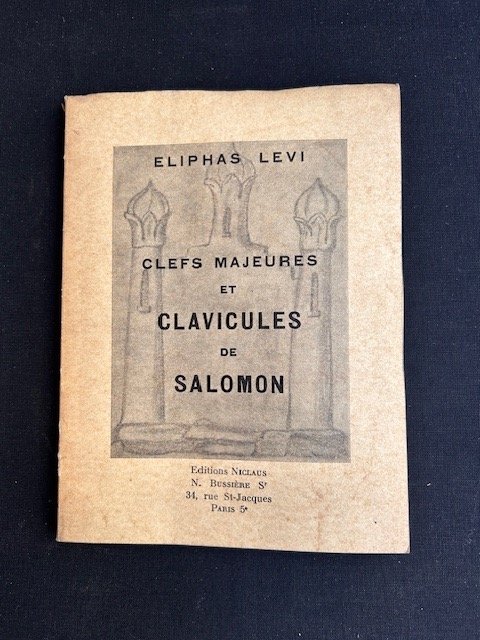 ELIPHAS LEVI
CLEFS MAJEURES
ET
CLAVICULES
DE
SALOMON
Editions NICLAUS
N. BUSSIÈRE Sʳ
34, rue St-Jacques
PARIS 5ᵉ